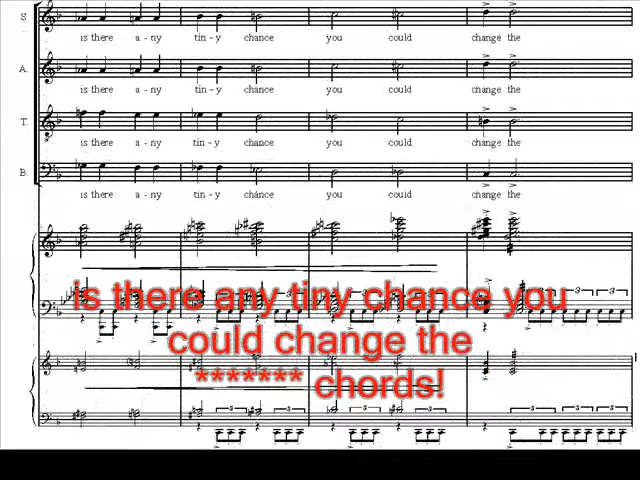 S.
is there a - ny tin - y chance you could change the
A.
is there a - ny tin - y chance you could change the
T.
is there a - ny tin - y chance you could change the
B.
is there a - ny tin - y chance you could change the
is there any tiny chance you
could change the
******* chords!